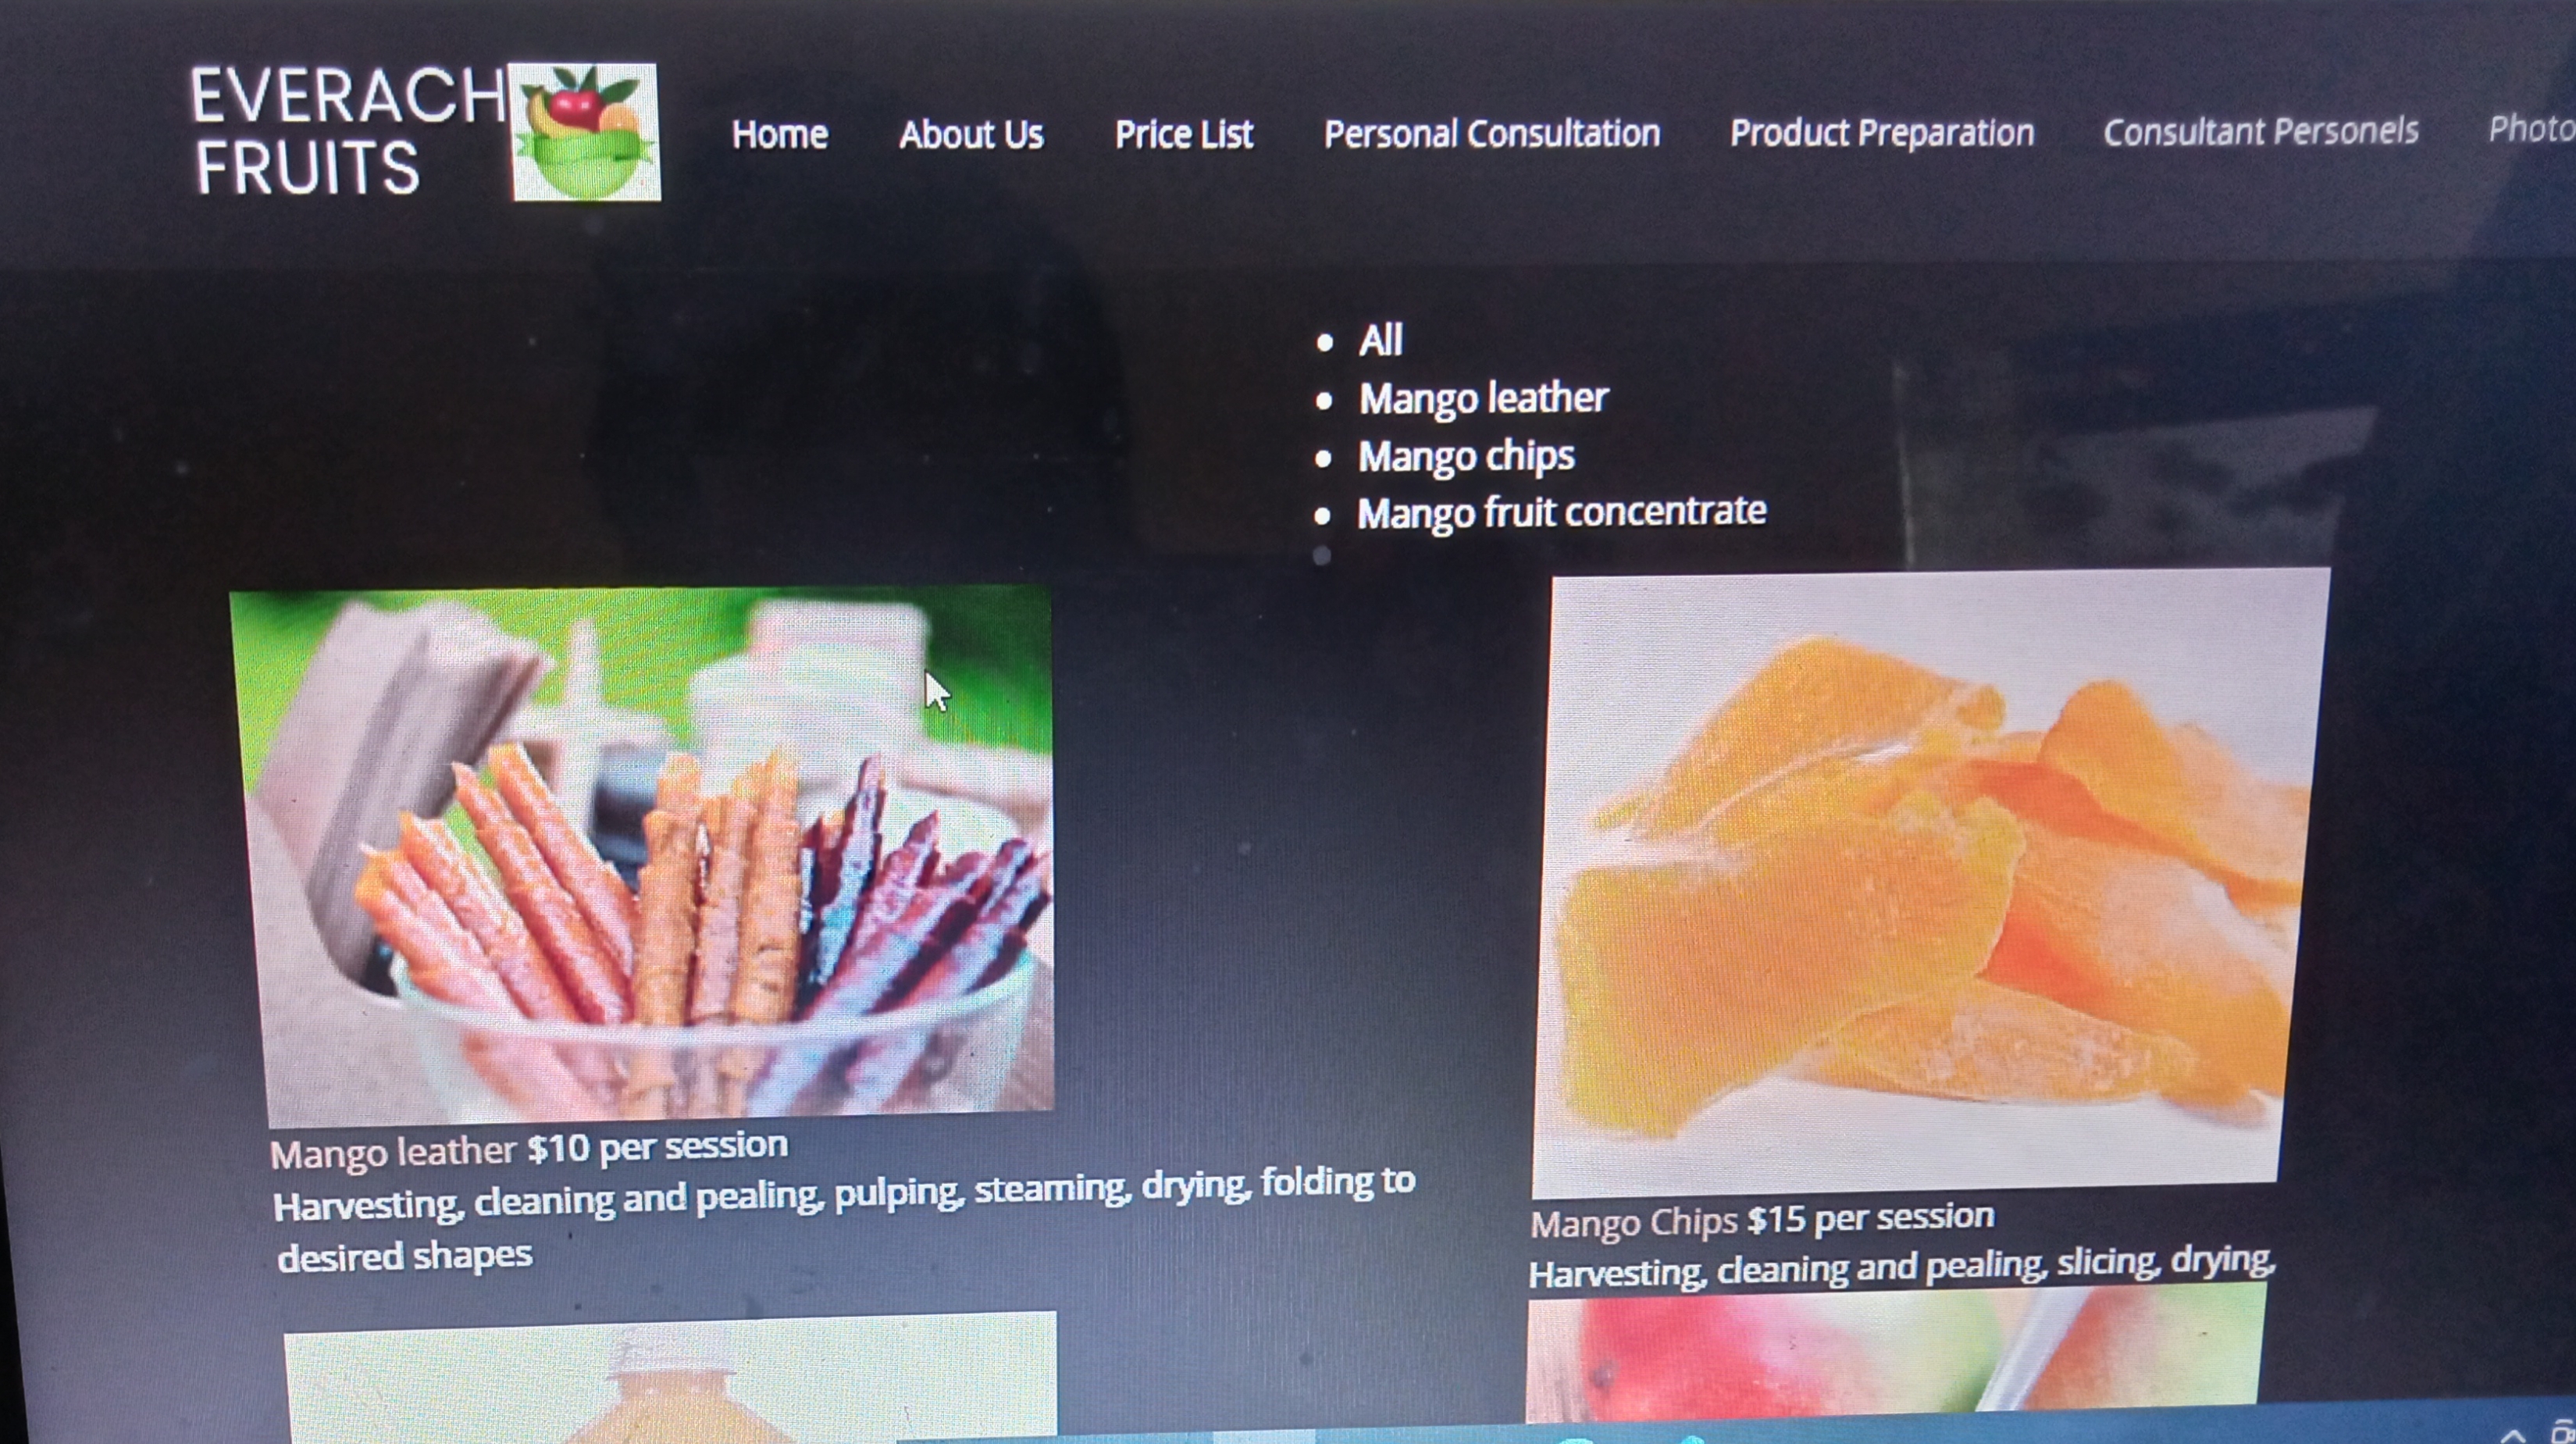 EVERACH
FRUITS
Home About Us Price List Personal Consultation Product Preparation Consultant Personels Photo
All
Mango leather
Mango chips
Mango fruit concentrate
Mango leather $10 per session
Harvesting, cleaning and pealing, pulping, steaming, drying, folding to
desired shapes
Mango Chips $15 per session
Harvesting, cleaning and pealing, slicing, drying,